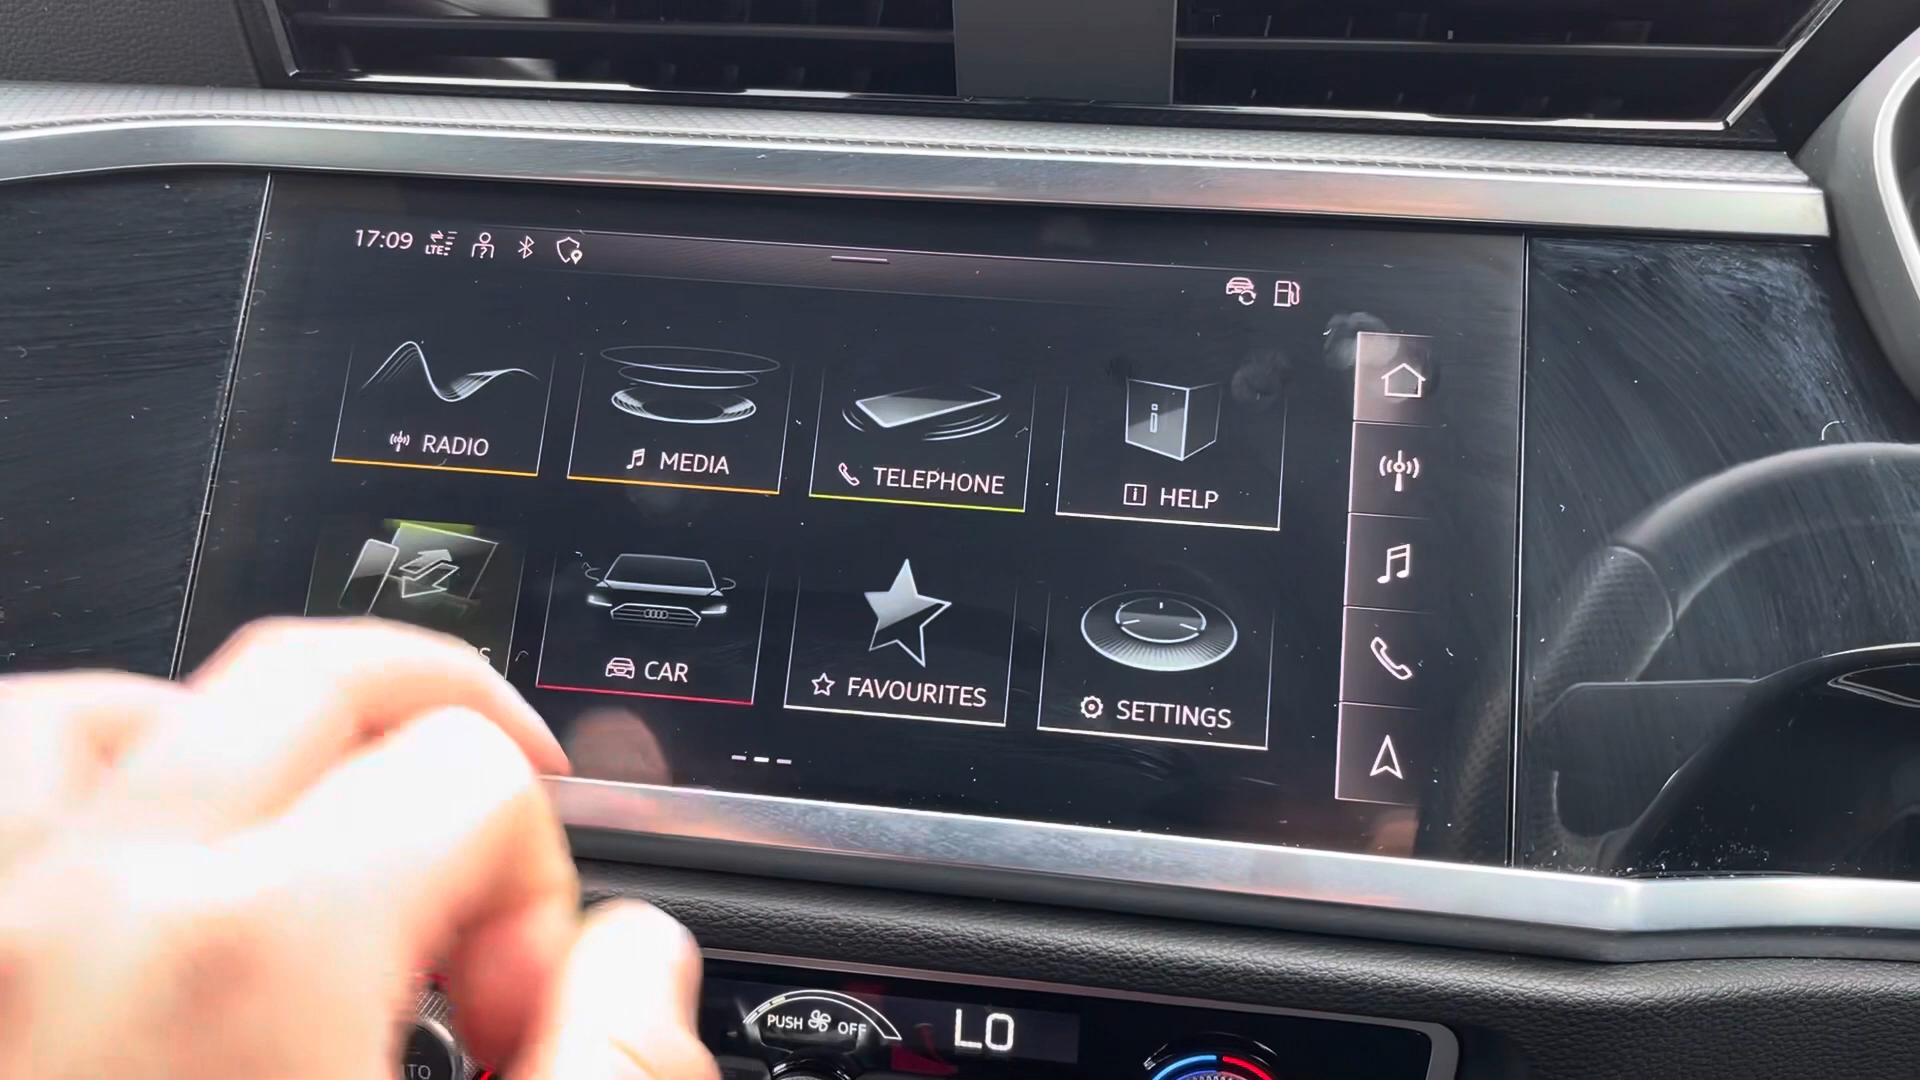 17:09 LTE
RADIO
MEDIA
TELEPHONE
i HELP
CAR
FAVOURITES
SETTINGS
PUSH OFF
LO